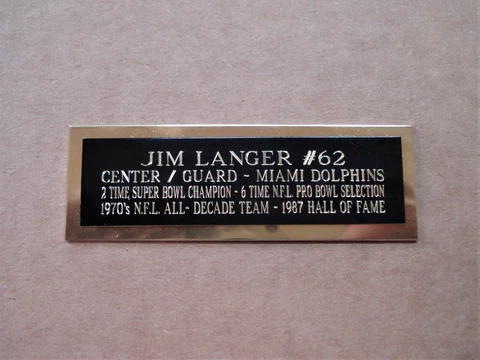 JIM LANGER #62
CENTER / GUARD ~ MIAMI DOLPHINS
2 TIME, SUPER BOWL CHAMPION - 6 TIME N.F.L. PRO BOWL SELECTION
1970's N.F.L. ALL- DECADE TEAM - 1987 HALL OF FAME